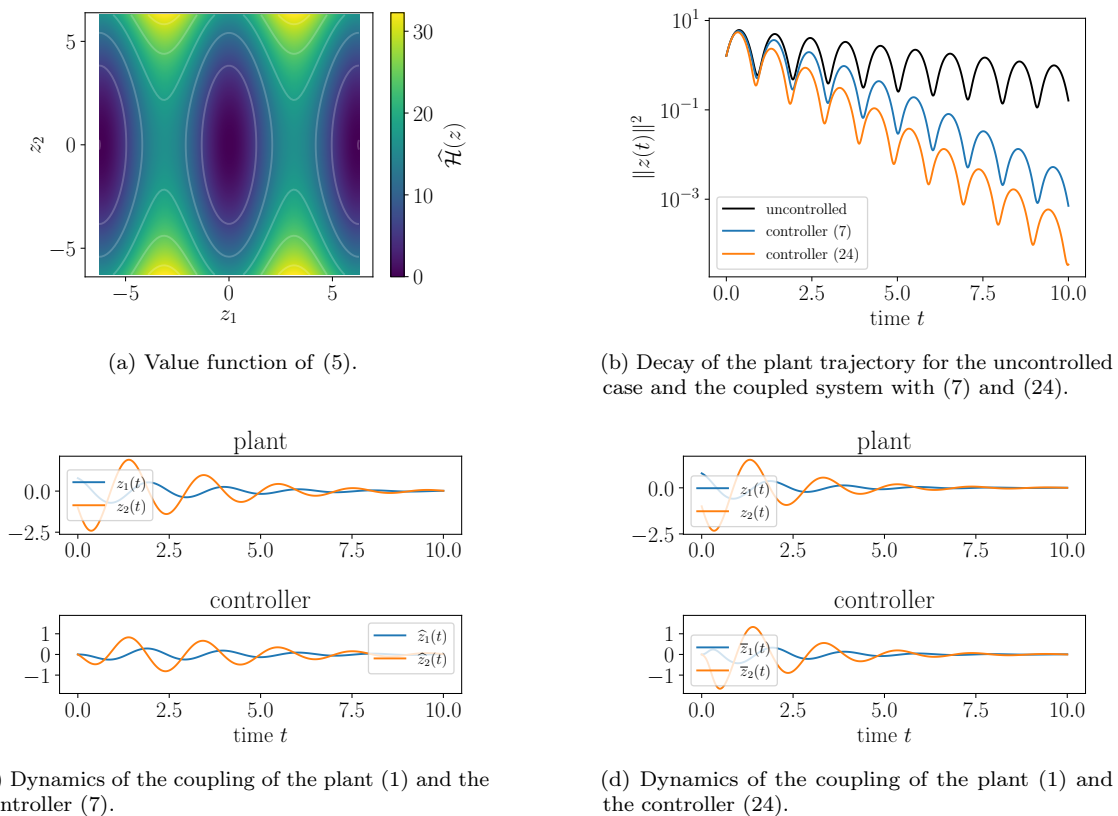 5
0
−5
z₂
−5
0
5
z₁
30
20
10
0
Ĥ(z)
(a) Value function of (5).
10¹
10⁻¹
10⁻³
‖z(t)‖²
uncontrolled
controller (7)
controller (24)
0.0 2.5 5.0 7.5 10.0
time t
(b) Decay of the plant trajectory for the uncontrolled
case and the coupled system with (7) and (24).
plant
0.0
−2.5
z₁(t)
z₂(t)
0.0 2.5 5.0 7.5 10.0
controller
1
0
−1
ẑ₁(t)
ẑ₂(t)
0.0 2.5 5.0 7.5 10.0
time t
) Dynamics of the coupling of the plant (1) and the
ntroller (7).
plant
0.0
−2.5
z₁(t)
z₂(t)
0.0 2.5 5.0 7.5 10.0
controller
1
0
−1
z̅₁(t)
z̅₂(t)
0.0 2.5 5.0 7.5 10.0
time t
(d) Dynamics of the coupling of the plant (1) and
the controller (24).